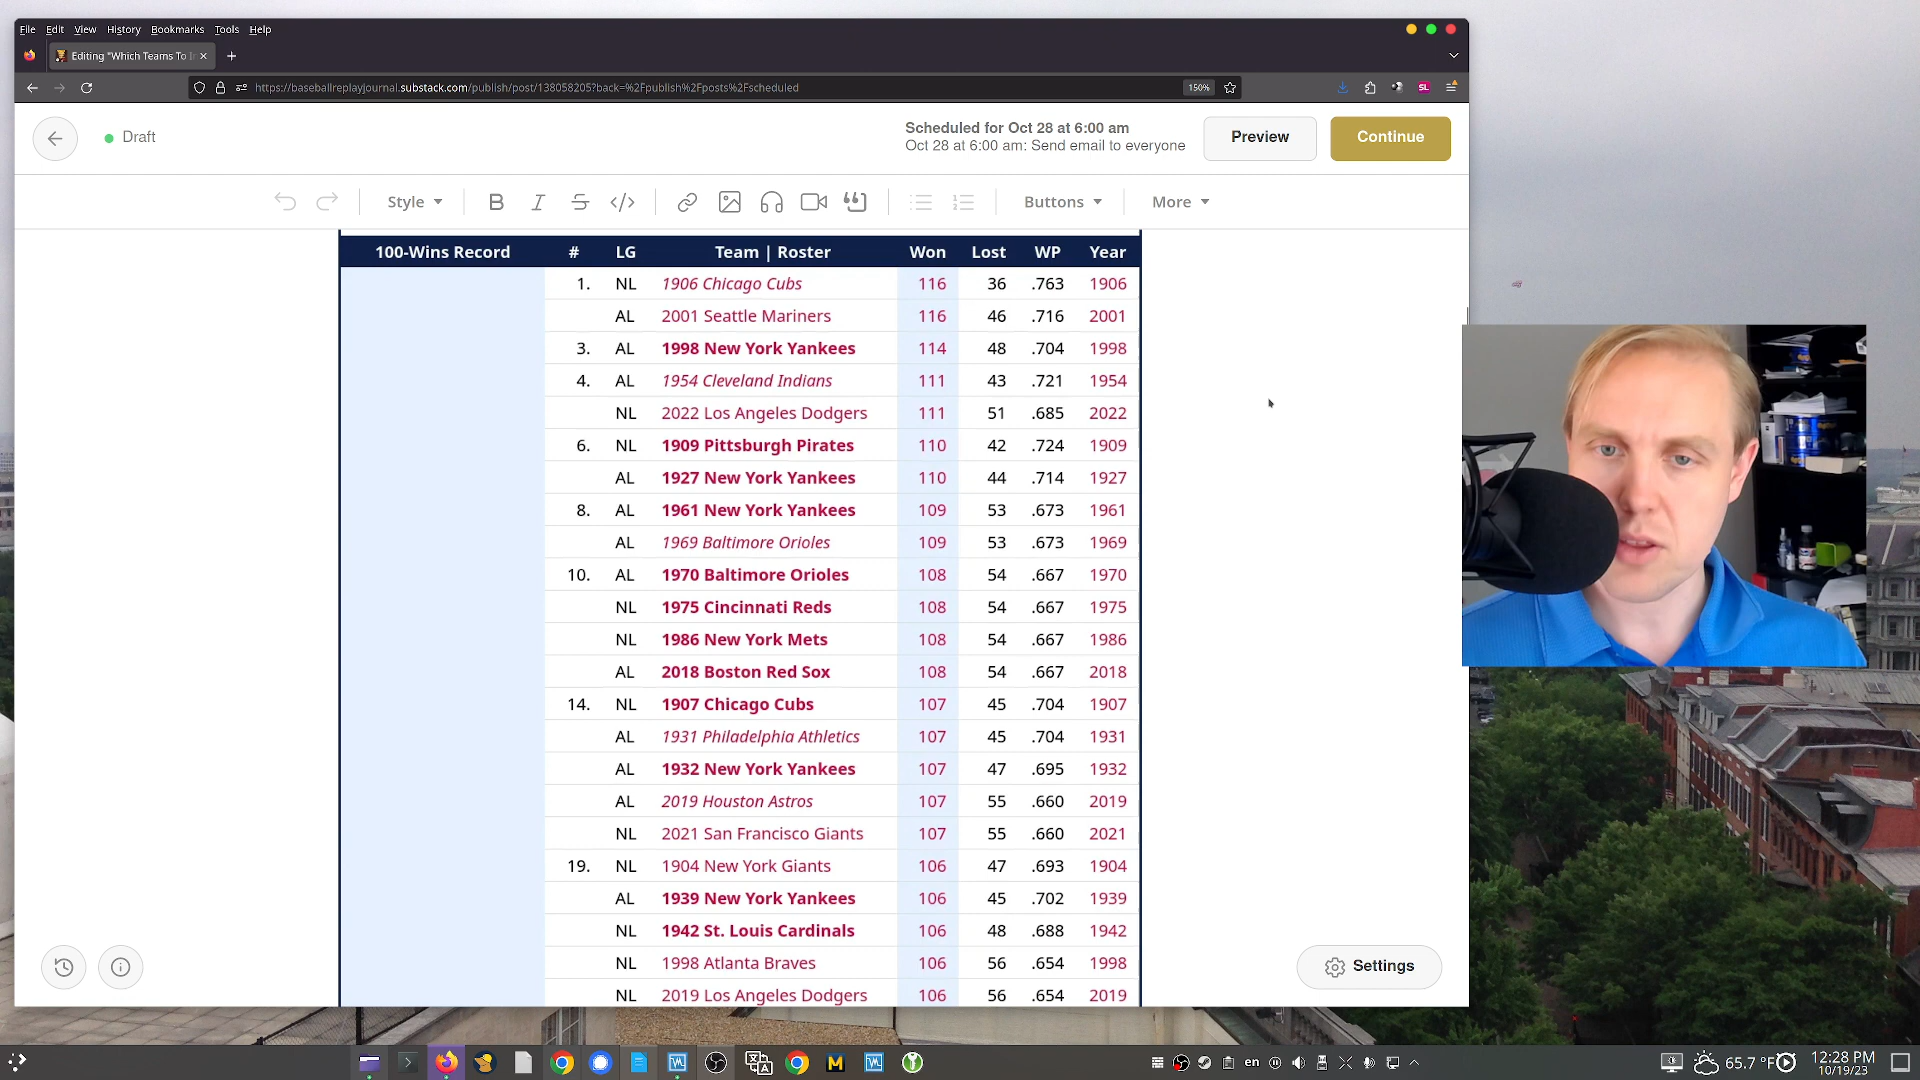 File Edit View History Bookmarks Tools Help
Editing "Which Teams To I
https://baseballreplayjournal.substack.com/publish/post/138058205?back=%2Fpublish%2Fposts%2Fscheduled 150%
Draft
Scheduled for Oct 28 at 6:00 am
Oct 28 at 6:00 am: Send email to everyone
Preview
Continue
Style Buttons More
100-Wins Record # LG Team | Roster Won Lost WP Year
1. NL 1906 Chicago Cubs 116 36 .763 1906
AL 2001 Seattle Mariners 116 46 .716 2001
3. AL 1998 New York Yankees 114 48 .704 1998
4. AL 1954 Cleveland Indians 111 43 .721 1954
NL 2022 Los Angeles Dodgers 111 51 .685 2022
6. NL 1909 Pittsburgh Pirates 110 42 .724 1909
AL 1927 New York Yankees 110 44 .714 1927
8. AL 1961 New York Yankees 109 53 .673 1961
AL 1969 Baltimore Orioles 109 53 .673 1969
10. AL 1970 Baltimore Orioles 108 54 .667 1970
NL 1975 Cincinnati Reds 108 54 .667 1975
NL 1986 New York Mets 108 54 .667 1986
AL 2018 Boston Red Sox 108 54 .667 2018
14. NL 1907 Chicago Cubs 107 45 .704 1907
AL 1931 Philadelphia Athletics 107 45 .704 1931
AL 1932 New York Yankees 107 47 .695 1932
AL 2019 Houston Astros 107 55 .660 2019
NL 2021 San Francisco Giants 107 55 .660 2021
19. NL 1904 New York Giants 106 47 .693 1904
AL 1939 New York Yankees 106 45 .702 1939
NL 1942 St. Louis Cardinals 106 48 .688 1942
NL 1998 Atlanta Braves 106 56 .654 1998
NL 2019 Los Angeles Dodgers 106 56 .654 2019
Settings
en
65.7 °F
12:28 PM
10/19/23